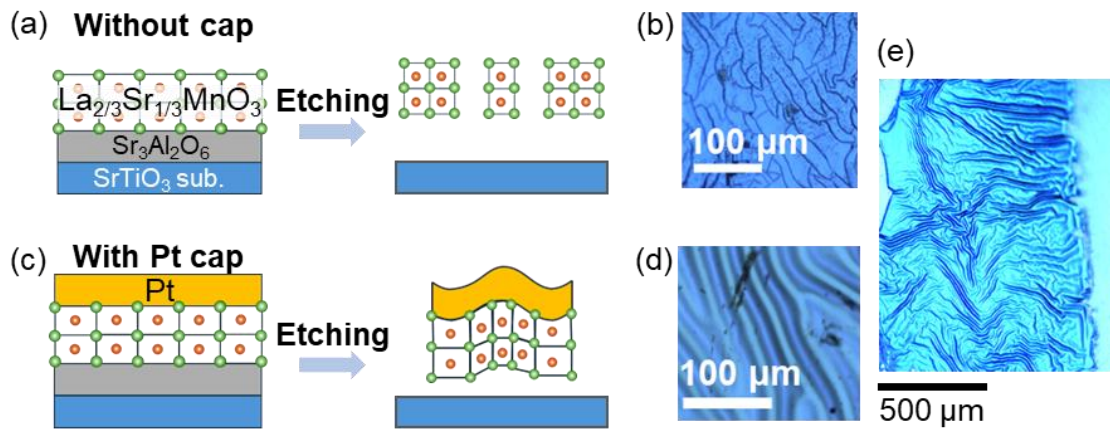 (a) Without cap
La2/3Sr1/3MnO3
Sr3Al2O6
SrTiO3 sub.
Etching
(b)
100 μm
(c) With Pt cap
Pt
Etching
(d)
100 μm
(e)
500 μm